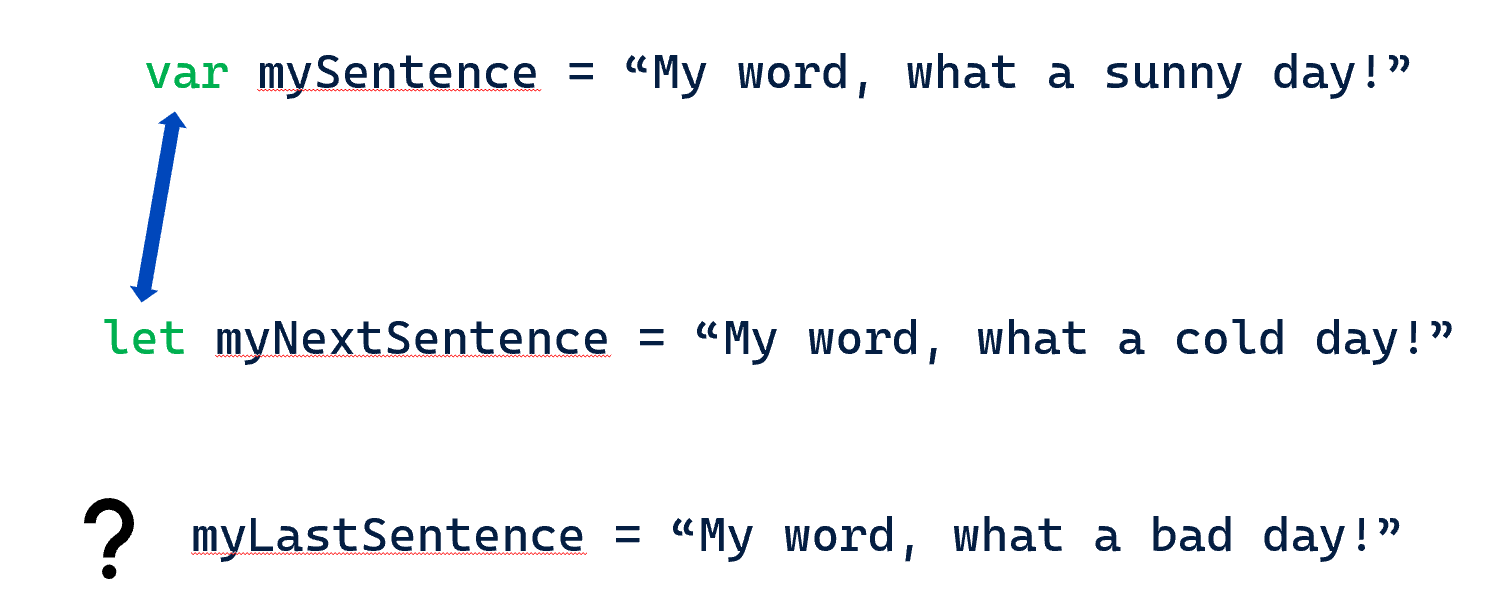 var mySentence = “My word, what a sunny day!”
let myNextSentence = “My word, what a cold day!”
? myLastSentence = “My word, what a bad day!”